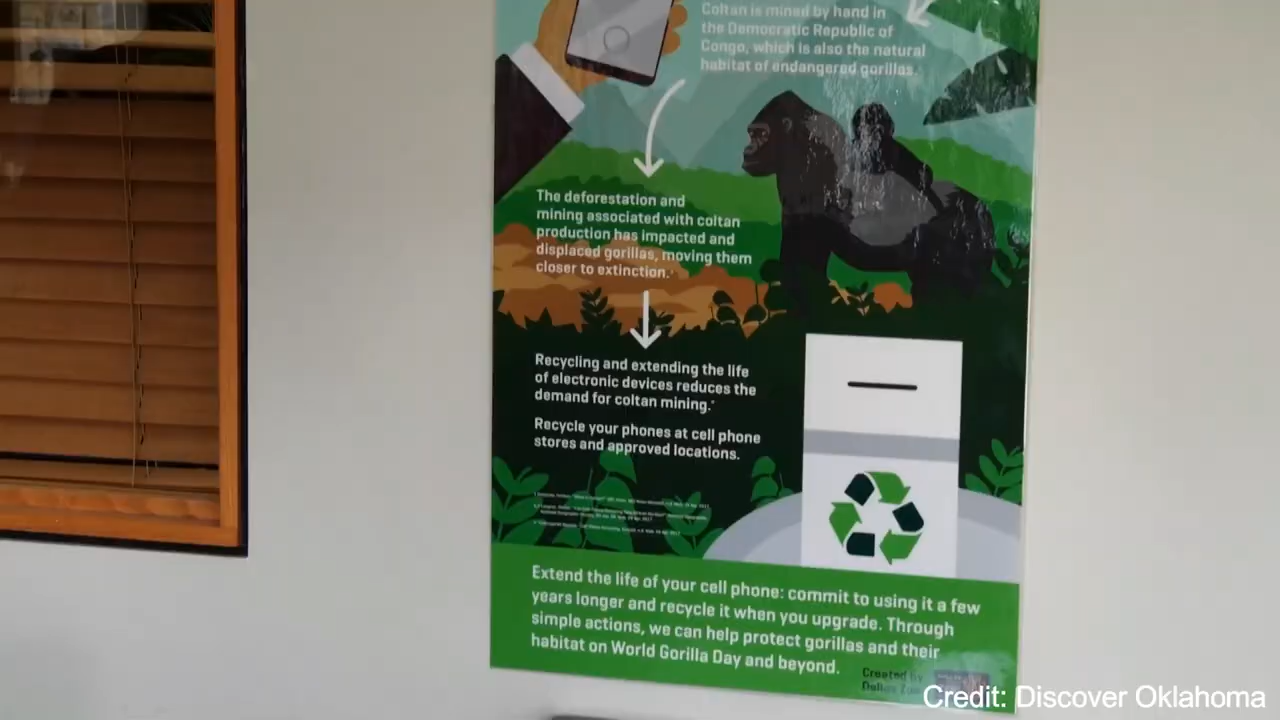 Coltan is mined by hand in
the Democratic Republic of
Congo, which is also the natural
habitat of endangered gorillas.
The deforestation and
mining associated with coltan
production has impacted and
displaced gorillas, moving them
closer to extinction.
Recycling and extending the life
of electronic devices reduces the
demand for coltan mining.*
Recycle your phones at cell phone
stores and approved locations.
Extend the life of your cell phone: commit to using it a few
years longer and recycle it when you upgrade. Through
simple actions, we can help protect gorillas and their
habitat on World Gorilla Day and beyond.
Created by
Dallas Zoo
Credit: Discover Oklahoma